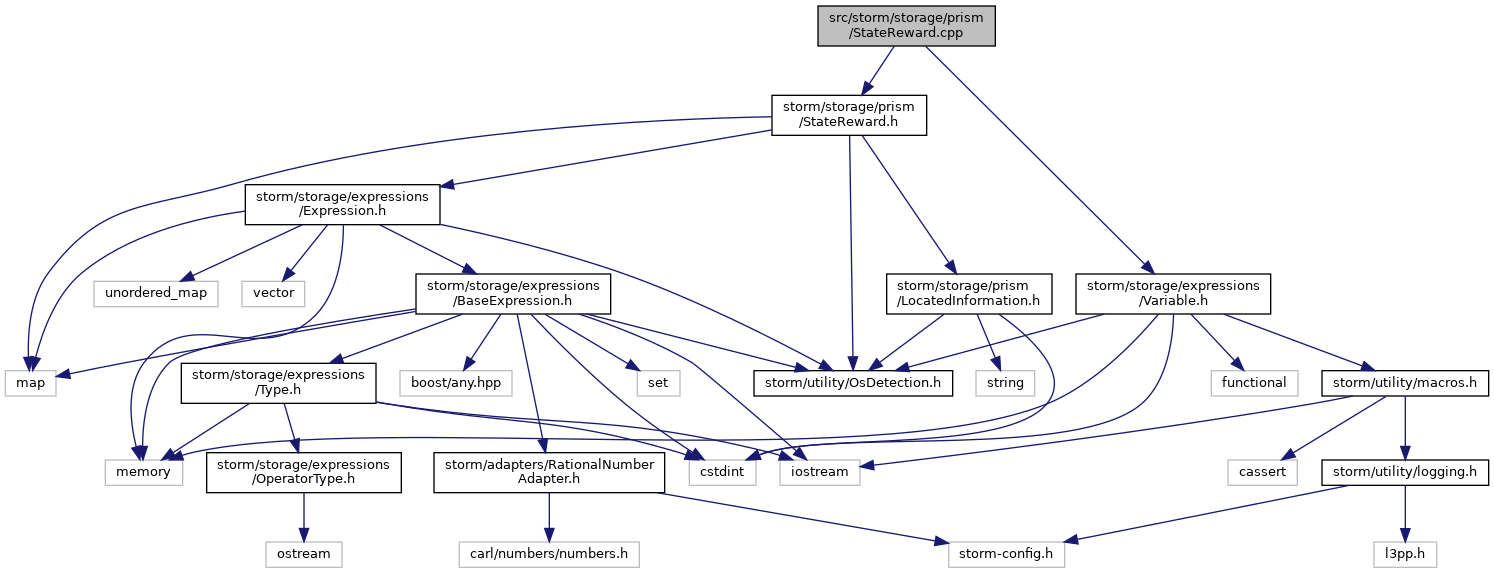 src/storm/storage/prism
/StateReward.cpp
storm/storage/prism
/StateReward.h
storm/storage/expressions
/Expression.h
unordered_map
vector
storm/storage/expressions
/BaseExpression.h
storm/storage/prism
/LocatedInformation.h
storm/storage/expressions
/Variable.h
map
storm/storage/expressions
/Type.h
boost/any.hpp
set
storm/utility/OsDetection.h
string
functional
storm/utility/macros.h
memory
storm/storage/expressions
/OperatorType.h
storm/adapters/RationalNumber
Adapter.h
cstdint
iostream
cassert
storm/utility/logging.h
ostream
carl/numbers/numbers.h
storm-config.h
l3pp.h